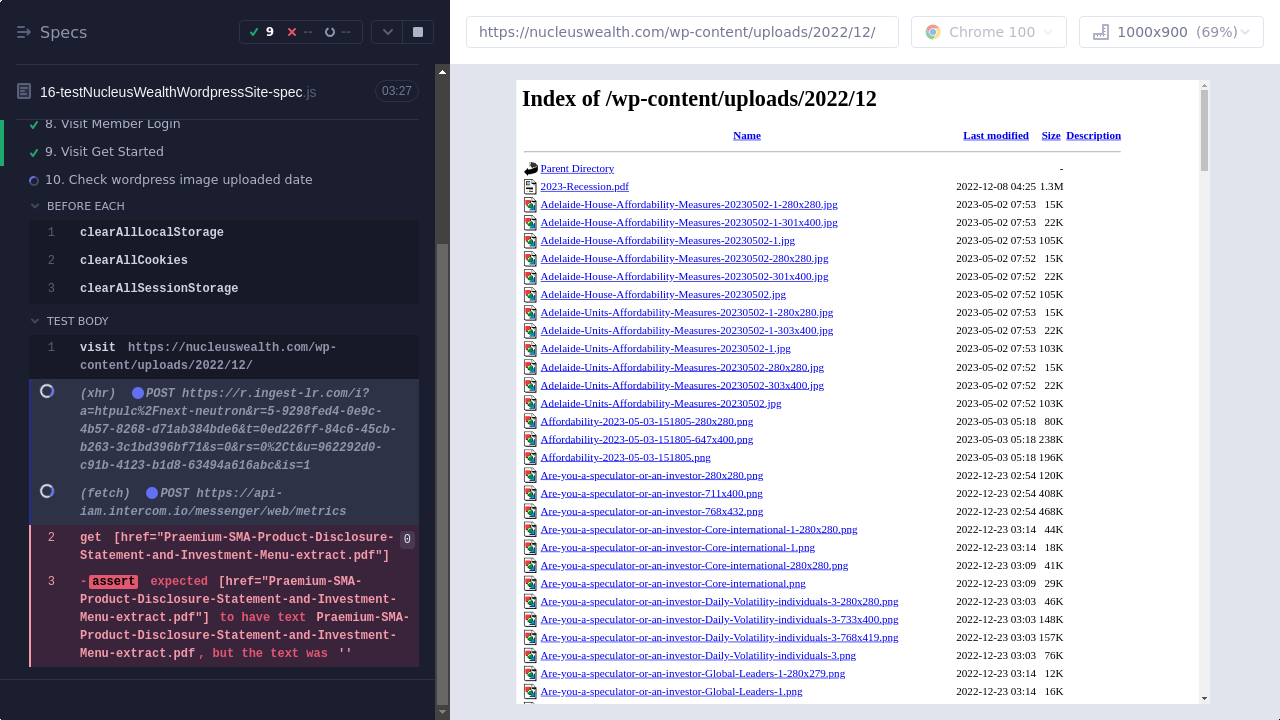 Specs
9
--
--
16-testNucleusWealthWordpressSite-spec.js
03:27
8. Visit Member Login
9. Visit Get Started
10. Check wordpress image uploaded date
BEFORE EACH
1 clearAllLocalStorage
2 clearAllCookies
3 clearAllSessionStorage
TEST BODY
1 visit https://nucleuswealth.com/wp-
content/uploads/2022/12/
(xhr) POST https://r.ingest-lr.com/i?
a=htpulc%2Fnext-neutron&r=5-9298fed4-0e9c-
4b57-8268-d71ab384bde6&t=0ed226ff-84c6-45cb-
b263-3c1bd396bf71&s=0&rs=0%2Ct&u=962292d0-
c91b-4123-b1d8-63494a616abc&is=1
(fetch) POST https://api-
iam.intercom.io/messenger/web/metrics
2 get [href="Praemium-SMA-Product-Disclosure- 0
Statement-and-Investment-Menu-extract.pdf"]
3 -assert expected [href="Praemium-SMA-
Product-Disclosure-Statement-and-Investment-
Menu-extract.pdf"] to have text Praemium-SMA-
Product-Disclosure-Statement-and-Investment-
Menu-extract.pdf, but the text was ''
https://nucleuswealth.com/wp-content/uploads/2022/12/
Chrome 100
1000x900 (69%)
Index of /wp-content/uploads/2022/12
Name Last modified Size Description
Parent Directory -
2023-Recession.pdf 2022-12-08 04:25 1.3M
Adelaide-House-Affordability-Measures-20230502-1-280x280.jpg 2023-05-02 07:53 15K
Adelaide-House-Affordability-Measures-20230502-1-301x400.jpg 2023-05-02 07:53 22K
Adelaide-House-Affordability-Measures-20230502-1.jpg 2023-05-02 07:53 105K
Adelaide-House-Affordability-Measures-20230502-280x280.jpg 2023-05-02 07:52 15K
Adelaide-House-Affordability-Measures-20230502-301x400.jpg 2023-05-02 07:52 22K
Adelaide-House-Affordability-Measures-20230502.jpg 2023-05-02 07:52 105K
Adelaide-Units-Affordability-Measures-20230502-1-280x280.jpg 2023-05-02 07:53 15K
Adelaide-Units-Affordability-Measures-20230502-1-303x400.jpg 2023-05-02 07:53 22K
Adelaide-Units-Affordability-Measures-20230502-1.jpg 2023-05-02 07:53 103K
Adelaide-Units-Affordability-Measures-20230502-280x280.jpg 2023-05-02 07:52 15K
Adelaide-Units-Affordability-Measures-20230502-303x400.jpg 2023-05-02 07:52 22K
Adelaide-Units-Affordability-Measures-20230502.jpg 2023-05-02 07:52 103K
Affordability-2023-05-03-151805-280x280.png 2023-05-03 05:18 80K
Affordability-2023-05-03-151805-647x400.png 2023-05-03 05:18 238K
Affordability-2023-05-03-151805.png 2023-05-03 05:18 196K
Are-you-a-speculator-or-an-investor-280x280.png 2022-12-23 02:54 120K
Are-you-a-speculator-or-an-investor-711x400.png 2022-12-23 02:54 408K
Are-you-a-speculator-or-an-investor-768x432.png 2022-12-23 02:54 468K
Are-you-a-speculator-or-an-investor-Core-international-1-280x280.png 2022-12-23 03:14 44K
Are-you-a-speculator-or-an-investor-Core-international-1.png 2022-12-23 03:14 18K
Are-you-a-speculator-or-an-investor-Core-international-280x280.png 2022-12-23 03:09 41K
Are-you-a-speculator-or-an-investor-Core-international.png 2022-12-23 03:09 29K
Are-you-a-speculator-or-an-investor-Daily-Volatility-individuals-3-280x280.png 2022-12-23 03:03 46K
Are-you-a-speculator-or-an-investor-Daily-Volatility-individuals-3-733x400.png 2022-12-23 03:03 148K
Are-you-a-speculator-or-an-investor-Daily-Volatility-individuals-3-768x419.png 2022-12-23 03:03 157K
Are-you-a-speculator-or-an-investor-Daily-Volatility-individuals-3.png 2022-12-23 03:03 76K
Are-you-a-speculator-or-an-investor-Global-Leaders-1-280x279.png 2022-12-23 03:14 12K
Are-you-a-speculator-or-an-investor-Global-Leaders-1.png 2022-12-23 03:14 16K